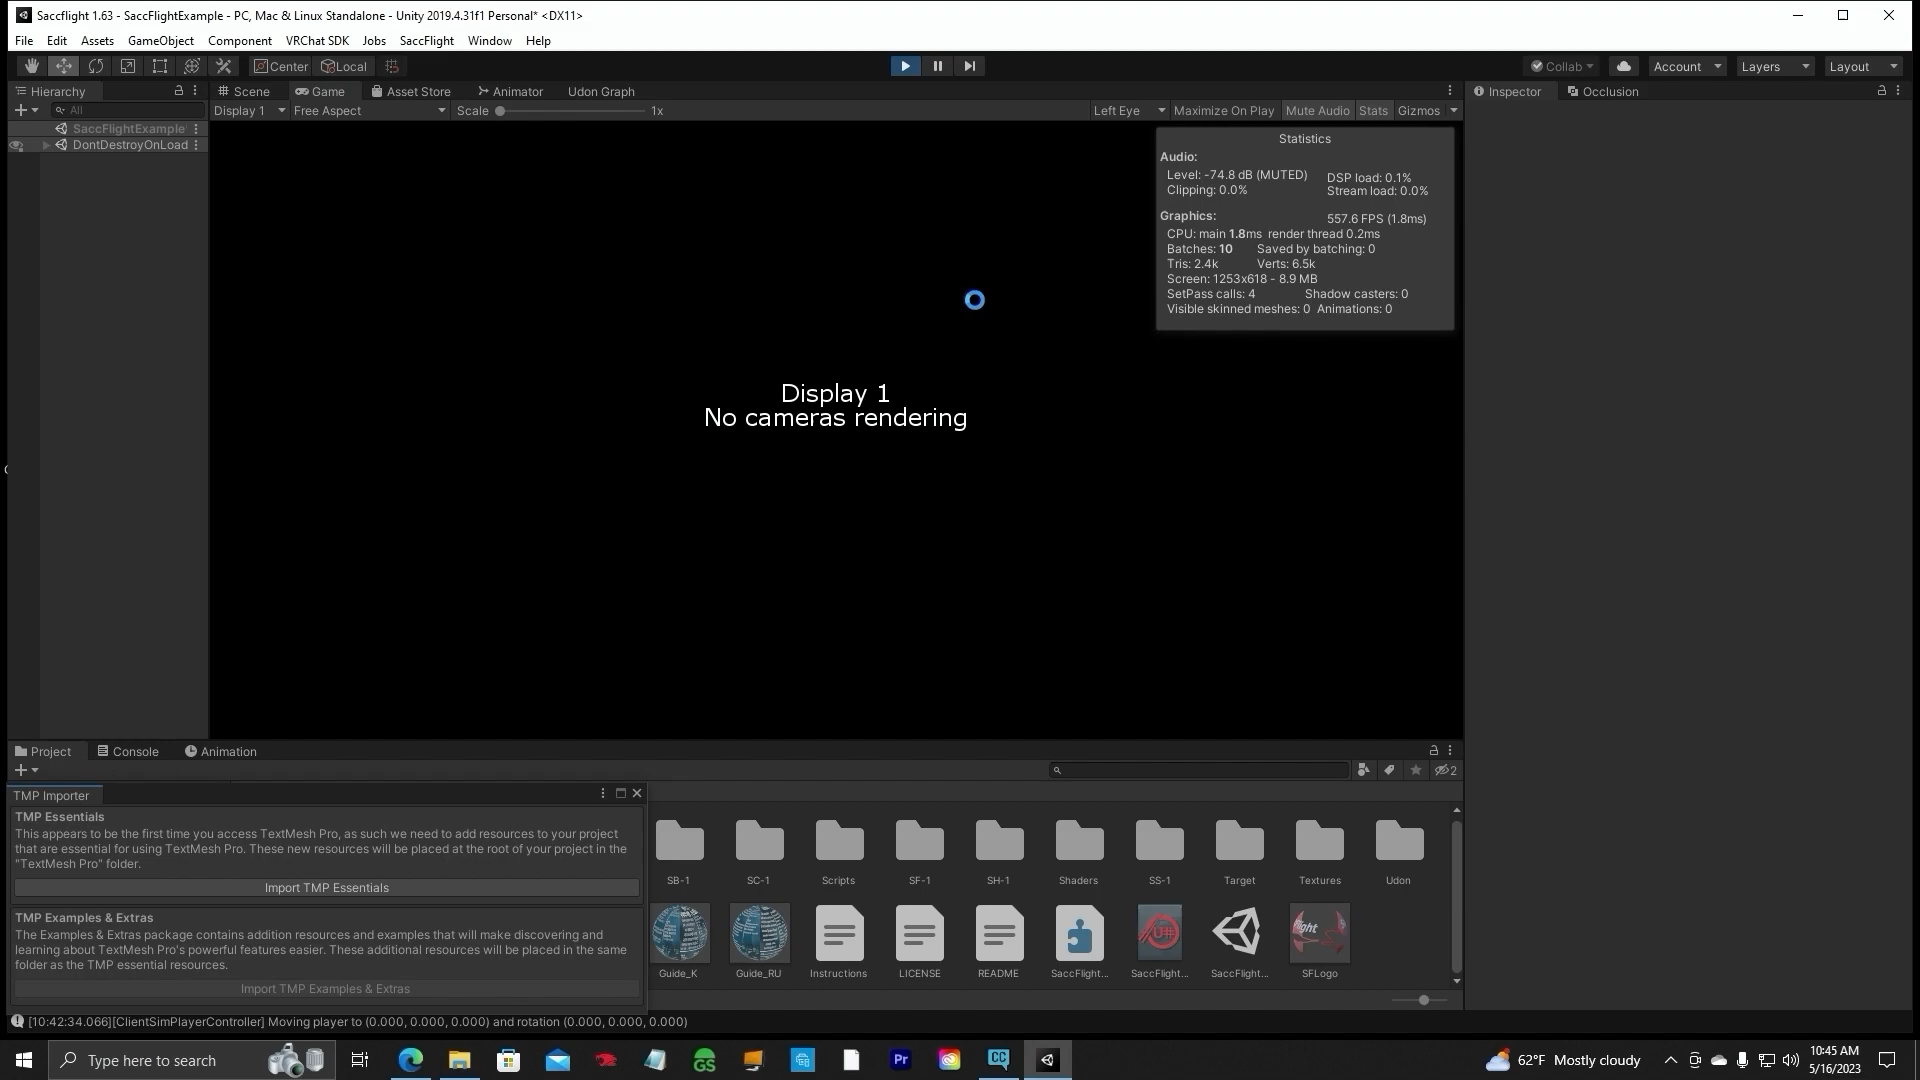 Saccflight 1.63 - SaccFlightExample - PC, Mac & Linux Standalone - Unity 2019.4.31f1 Personal* <DX11>
File Edit Assets GameObject Component VRChat SDK Jobs SaccFlight Window Help
Center Local Collab Account Layers Layout
Hierarchy Scene Game Asset Store Animator Udon Graph Inspector Occlusion
All Display 1 Free Aspect Scale 1x Left Eye Maximize On Play Mute Audio Stats Gizmos
SaccFlightExample
DontDestroyOnLoad
Statistics
Audio:
Level: -74.8 dB (MUTED) DSP load: 0.1%
Clipping: 0.0% Stream load: 0.0%
Graphics: 557.6 FPS (1.8ms)
CPU: main 1.8ms render thread 0.2ms
Batches: 10 Saved by batching: 0
Tris: 2.4k Verts: 6.5k
Screen: 1253x618 - 8.9 MB
SetPass calls: 4 Shadow casters: 0
Visible skinned meshes: 0 Animations: 0
Display 1
No cameras rendering
Project Console Animation
2
TMP Importer
TMP Essentials
This appears to be the first time you access TextMesh Pro, as such we need to add resources to your project
that are essential for using TextMesh Pro. These new resources will be placed at the root of your project in the
"TextMesh Pro" folder.
Import TMP Essentials
TMP Examples & Extras
The Examples & Extras package contains addition resources and examples that will make discovering and
learning about TextMesh Pro's powerful features easier. These additional resources will be placed in the same
folder as the TMP essential resources.
Import TMP Examples & Extras
SB-1 SC-1 Scripts SF-1 SH-1 Shaders SS-1 Target Textures Udon
U#
flight
Guide_K Guide_RU Instructions LICENSE README SaccFlight... SaccFlight... SaccFlight... SFLogo
[10:42:34.066][ClientSimPlayerController] Moving player to (0.000, 0.000, 0.000) and rotation (0.000, 0.000, 0.000)
Type here to search
GS
Pr
CC
62°F Mostly cloudy
10:45 AM
5/16/2023